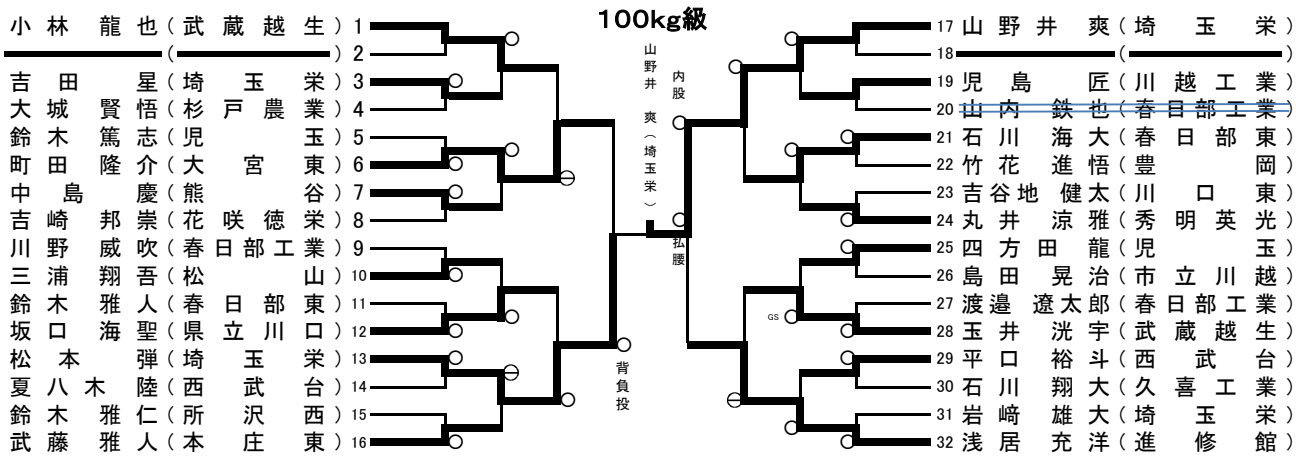 100kg級
小林 龍也(武蔵越生) 1
( ) 2
吉田 星(埼玉栄) 3
大城 賢悟(杉戸農業) 4
鈴木 篤志(児玉) 5
町田 隆介(大宮東) 6
中島 慶(熊谷) 7
吉崎 邦崇(花咲徳栄) 8
川野 威吹(春日部工業) 9
三浦 翔吾(松山) 10
鈴木 雅人(春日部東) 11
坂口 海聖(県立川口) 12
松本 弾(埼玉栄) 13
夏八木 陸(西武台) 14
鈴木 雅仁(所沢西) 15
武藤 雅人(本庄東) 16
背負投
山野井 爽(埼玉栄)
内股
払腰
GS
17 山野井 爽(埼玉栄)
18 ( )
19 児島 匠(川越工業)
20 山内 鉄也(春日部工業)
21 石川 海大(春日部東)
22 竹花 進悟(豊岡)
23 吉谷地 健太(川口東)
24 丸井 涼雅(秀明英光)
25 四方田 龍(児玉)
26 島田 晃治(市立川越)
27 渡邉 遼太郎(春日部工業)
28 玉井 洸宇(武蔵越生)
29 平口 裕斗(西武台)
30 石川 翔大(久喜工業)
31 岩﨑 雄大(埼玉栄)
32 浅居 充洋(進修館)